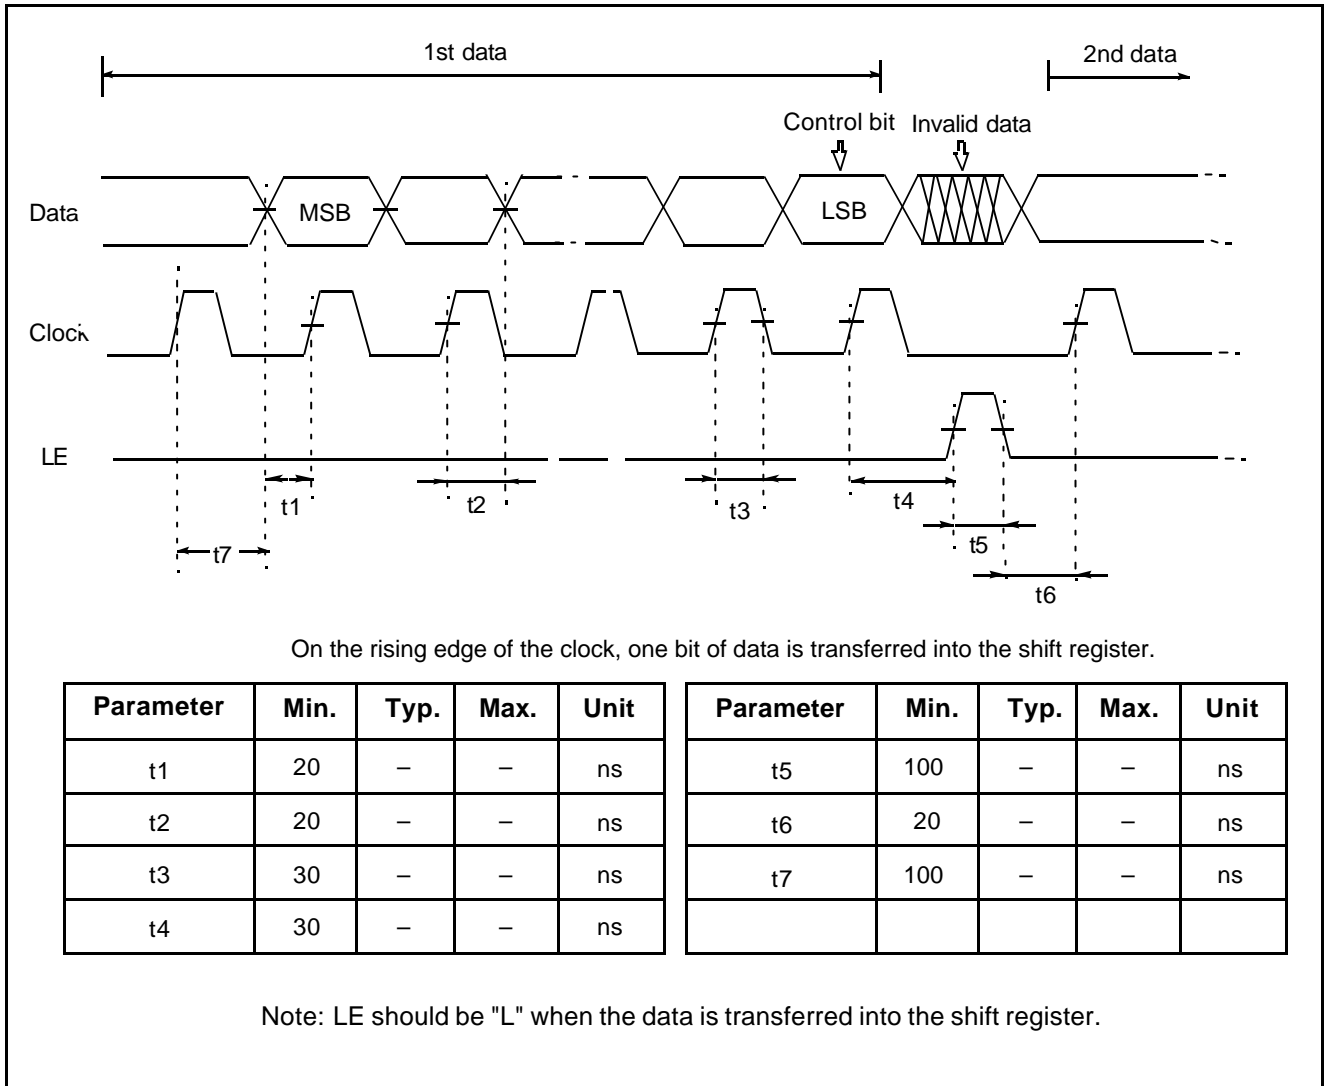 1st data
2nd data
Control bit Invalid data
Data MSB LSB
Clock
LE
t1 t2 t3 t4
t7 t5
t6
On the rising edge of the clock, one bit of data is transferred into the shift register.
Parameter Min. Typ. Max. Unit Parameter Min. Typ. Max. Unit
t1 20 – – ns t5 100 – – ns
t2 20 – – ns t6 20 – – ns
t3 30 – – ns t7 100 – – ns
t4 30 – – ns
Note: LE should be "L" when the data is transferred into the shift register.